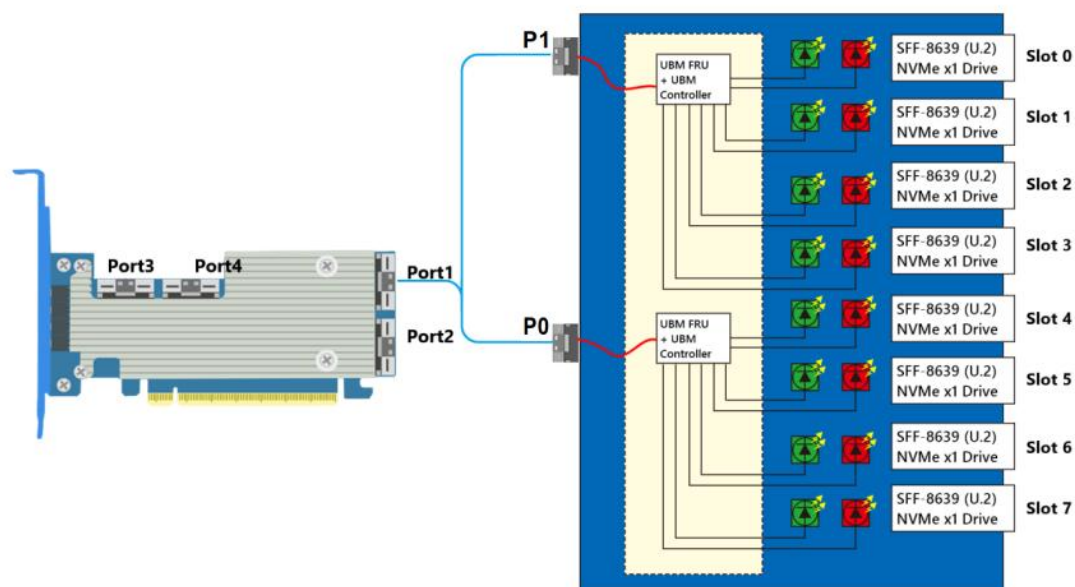 P1
UBM FRU
+ UBM
Controller
SFF-8639 (U.2)
NVMe x1 Drive
Slot 0
SFF-8639 (U.2)
NVMe x1 Drive
Slot 1
SFF-8639 (U.2)
NVMe x1 Drive
Slot 2
SFF-8639 (U.2)
NVMe x1 Drive
Slot 3
Port3
Port4
Port1
Port2
P0
UBM FRU
+ UBM
Controller
SFF-8639 (U.2)
NVMe x1 Drive
Slot 4
SFF-8639 (U.2)
NVMe x1 Drive
Slot 5
SFF-8639 (U.2)
NVMe x1 Drive
Slot 6
SFF-8639 (U.2)
NVMe x1 Drive
Slot 7